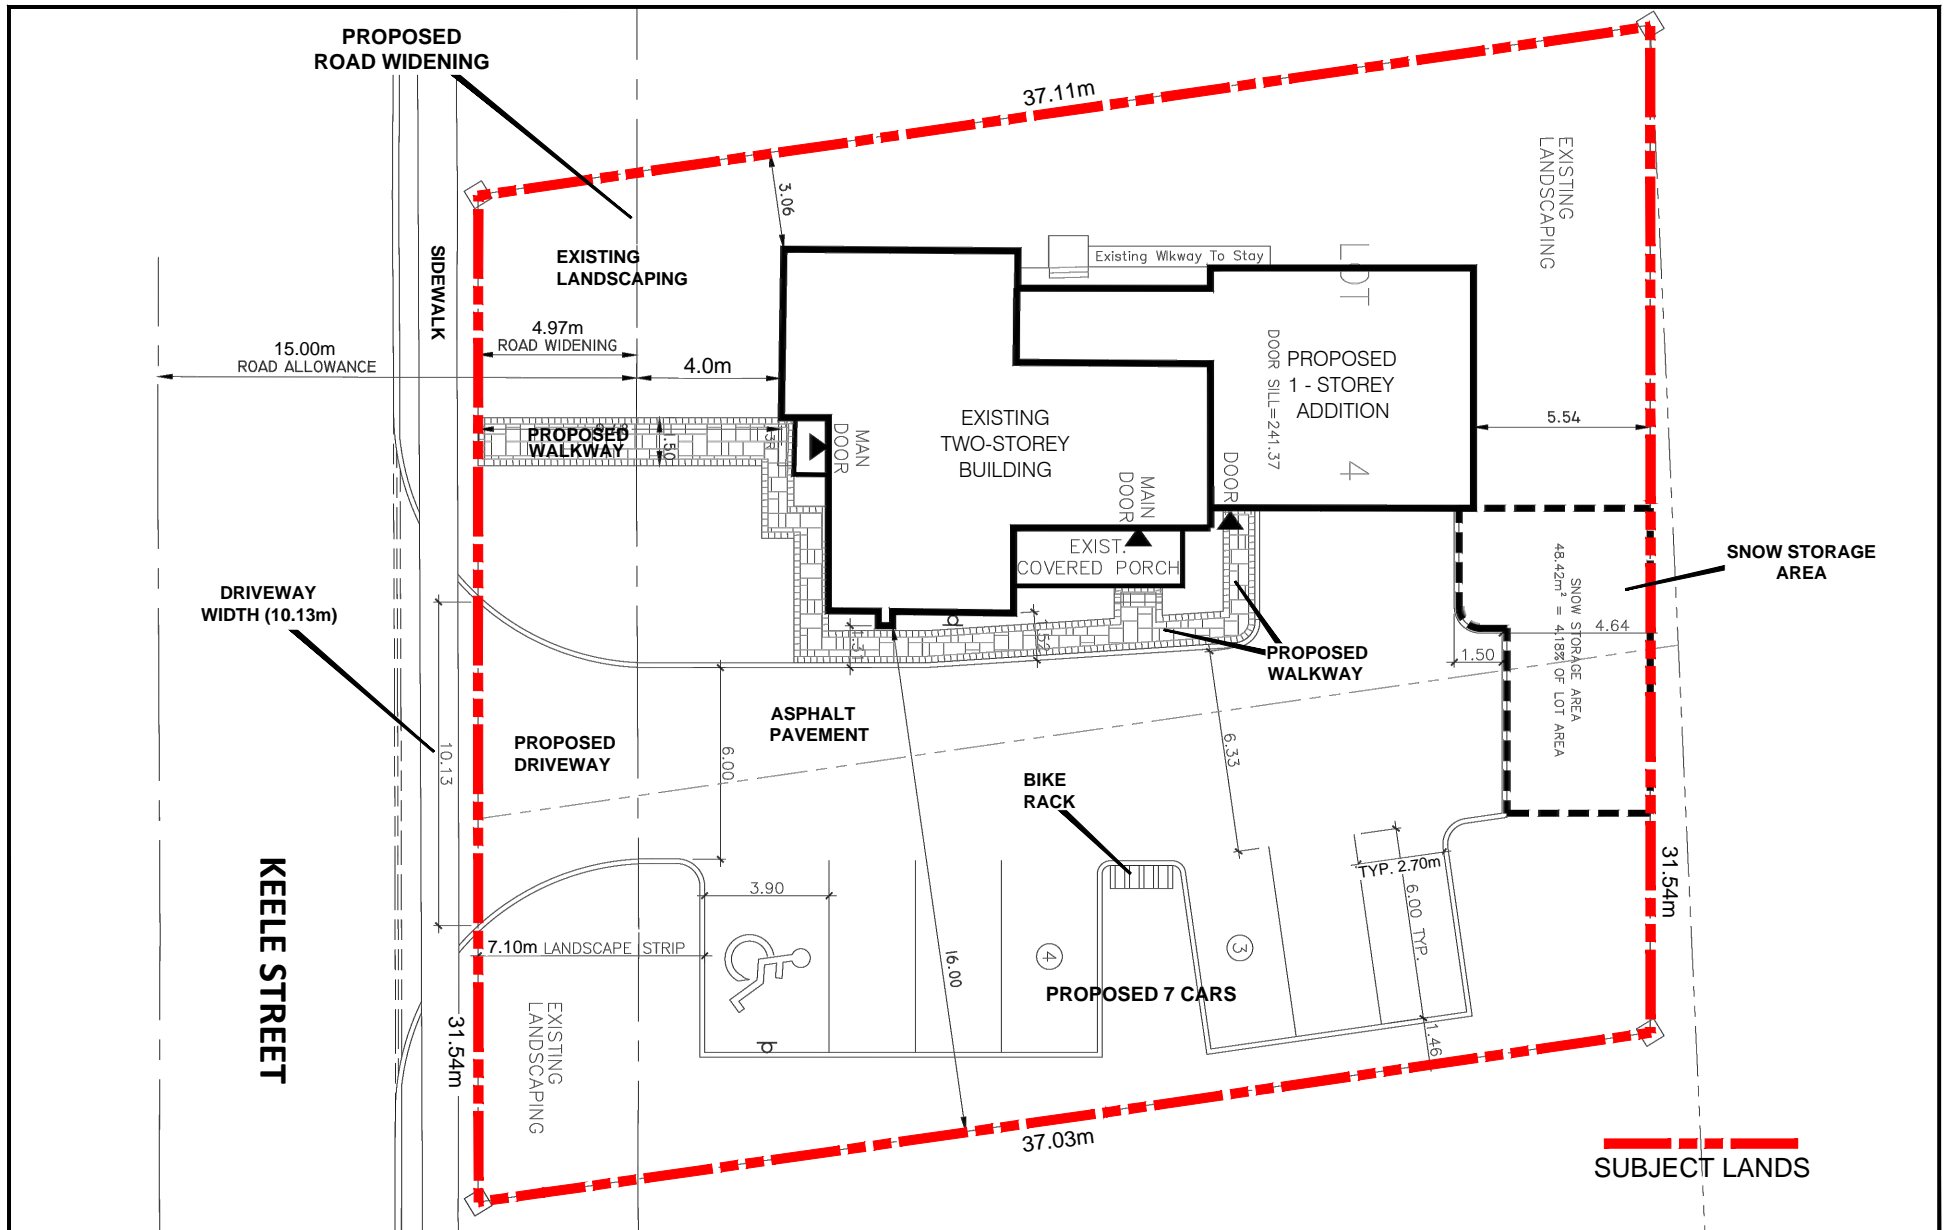 PROPOSED
ROAD WIDENING
37.11m
3.06
EXISTING
LANDSCAPING
SIDEWALK
EXISTING
LANDSCAPING
Existing Wlkway To Stay
LOT 4
4.97m
ROAD WIDENING
15.00m
ROAD ALLOWANCE
4.0m
DOOR SILL=241.37
PROPOSED
1 - STOREY
ADDITION
EXISTING
TWO-STOREY
BUILDING
5.54
PROPOSED
WALKWAY
1.50
MAN
DOOR
MAIN
DOOR
DOOR
EXIST.
COVERED PORCH
SNOW STORAGE
AREA
SNOW STORAGE AREA
48.42m² = 4.18% OF LOT AREA
DRIVEWAY
WIDTH (10.13m)
4.64
1.50
1.31
1.52
PROPOSED
WALKWAY
ASPHALT
PAVEMENT
PROPOSED
DRIVEWAY
10.13
6.00
6.33
BIKE
RACK
TYP. 2.70m
6.00 TYP.
31.54m
KEELE STREET
3.90
7.10m LANDSCAPE STRIP
16.00
4
3
PROPOSED 7 CARS
1.46
EXISTING
LANDSCAPING
31.54m
37.03m
SUBJECT LANDS